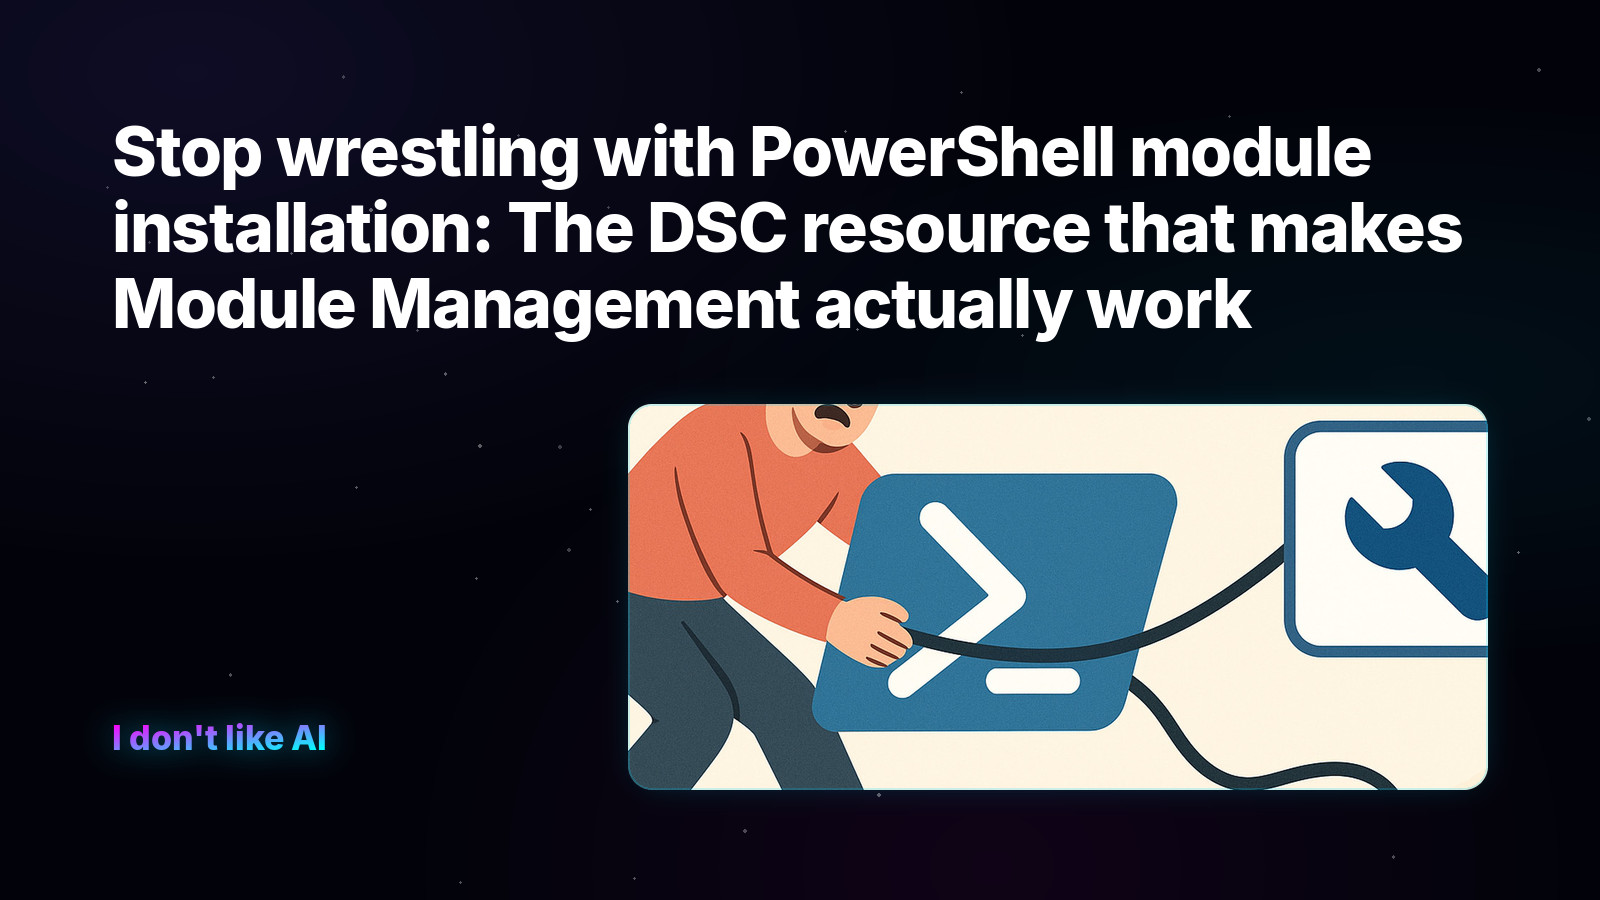 Stop wrestling with PowerShell module
installation: The DSC resource that makes
Module Management actually work
I don't like AI